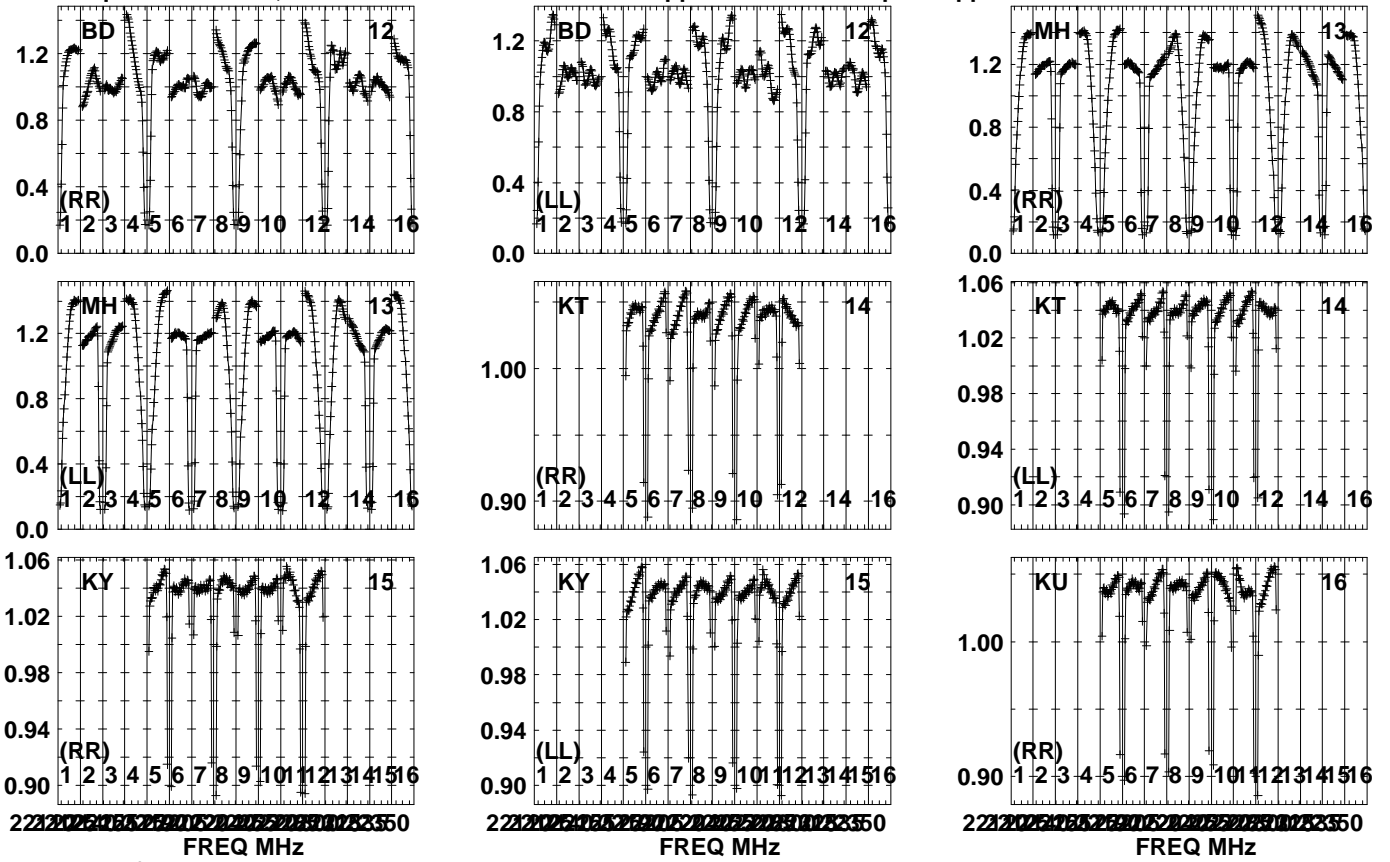 BD 12
1.2
0.8
0.4
(RR)
1 2 3 4 5 6 7 8 9 10 12 14 16
0.0
BD 12
1.2
0.8
0.4
(LL)
1 2 3 4 5 6 7 8 9 10 12 14 16
0.0
MH 13
1.2
0.8
0.4
(RR)
1 2 3 4 5 6 7 8 9 10 12 14 16
0.0
MH 13
1.2
0.8
0.4
(LL)
1 2 3 4 5 6 7 8 9 10 12 14 16
0.0
KT 14
1.00
(RR)
0.90
1 2 3 4 5 6 7 8 9 10 12 14 16
1.06
KT 14
1.02
0.98
0.94
(LL)
0.90
1 2 3 4 5 6 7 8 9 10 12 14 16
1.06
KY 15
1.02
0.98
0.94
(RR)
0.90
1 2 3 4 5 6 7 8 9 10 11 12 13 14 15 16
FREQ MHz
1.06
KY 15
1.02
0.98
0.94
(LL)
0.90
1 2 3 4 5 6 7 8 9 10 11 12 13 14 15 16
FREQ MHz
KU 16
1.00
(RR)
0.90
1 2 3 4 5 6 7 8 9 10 11 12 13 14 15 16
FREQ MHz